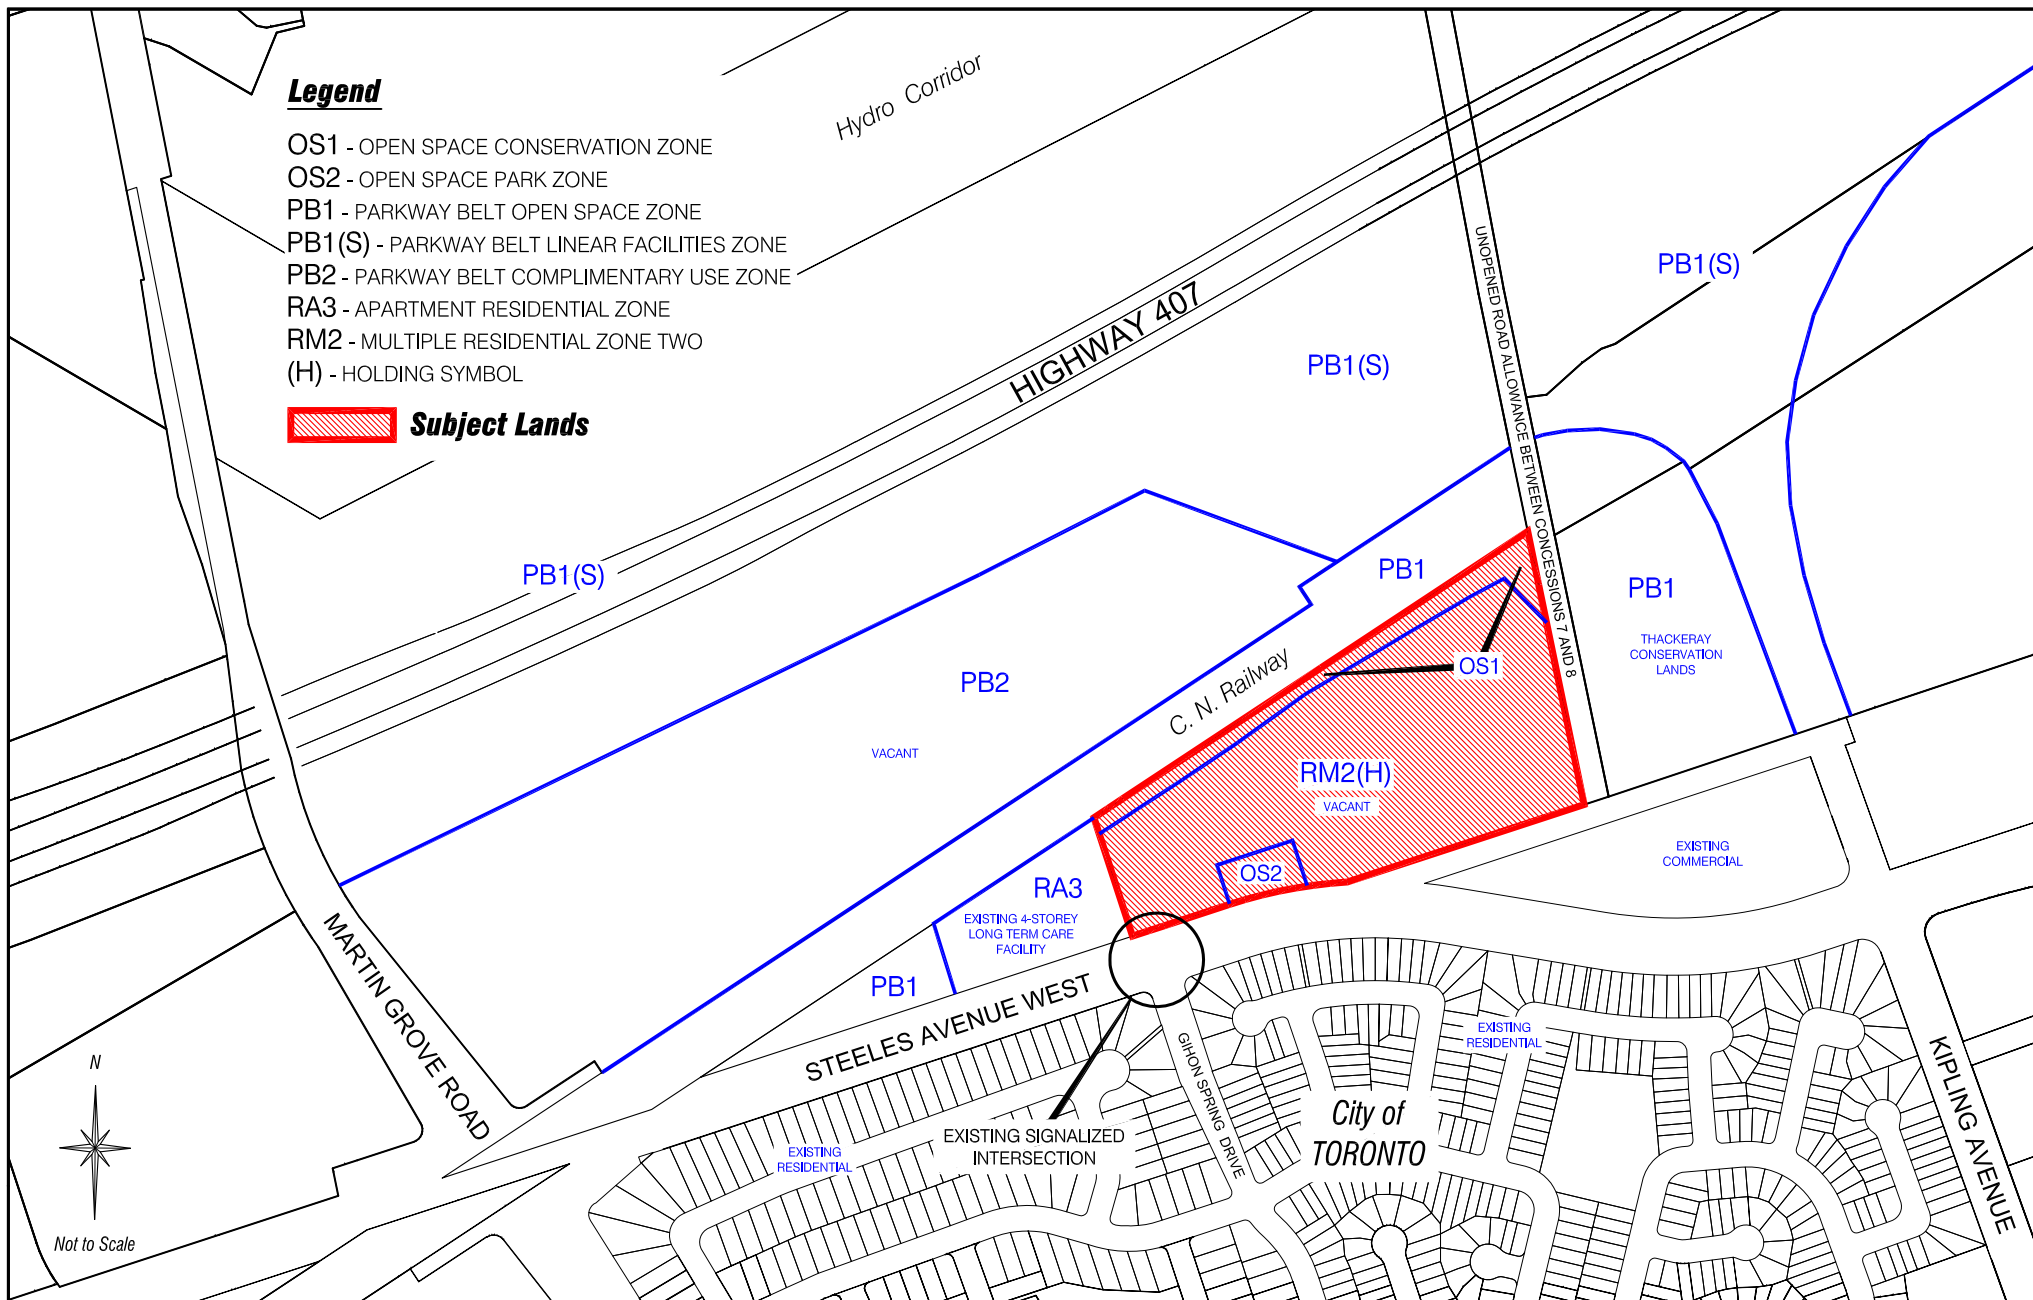 Legend
OS1 - OPEN SPACE CONSERVATION ZONE
OS2 - OPEN SPACE PARK ZONE
PB1 - PARKWAY BELT OPEN SPACE ZONE
PB1(S) - PARKWAY BELT LINEAR FACILITIES ZONE
PB2 - PARKWAY BELT COMPLIMENTARY USE ZONE
RA3 - APARTMENT RESIDENTIAL ZONE
RM2 - MULTIPLE RESIDENTIAL ZONE TWO
(H) - HOLDING SYMBOL
Subject Lands
Hydro Corridor
HIGHWAY 407
UNOPENED ROAD ALLOWANCE BETWEEN CONCESSIONS 7 AND 8
PB1(S)
PB1(S)
PB1(S)
PB1
PB1
THACKERAY
CONSERVATION
LANDS
PB2
VACANT
C. N. Railway
OS1
RM2(H)
VACANT
OS2
RA3
EXISTING 4-STOREY
LONG TERM CARE
FACILITY
PB1
EXISTING
COMMERCIAL
MARTIN GROVE ROAD
STEELES AVENUE WEST
GIHON SPRING DRIVE
EXISTING
RESIDENTIAL
KIPLING AVENUE
City of
TORONTO
EXISTING SIGNALIZED
INTERSECTION
EXISTING
RESIDENTIAL
N
Not to Scale